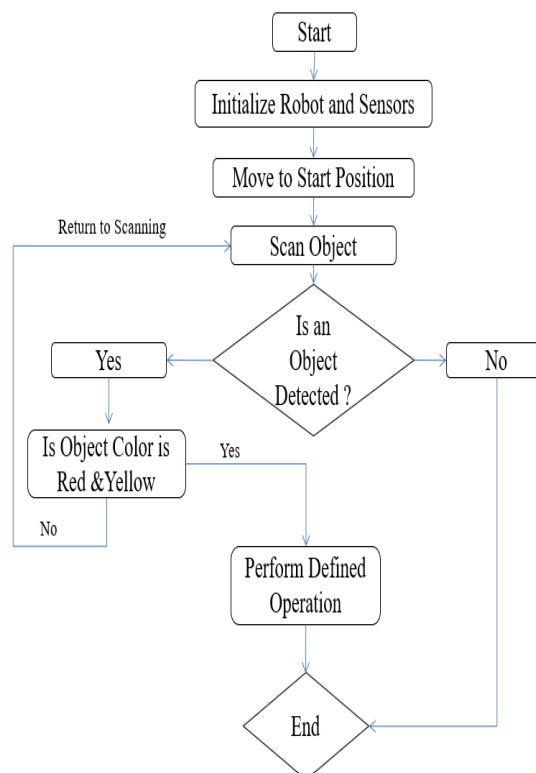 Start
Initialize Robot and Sensors
Move to Start Position
Return to Scanning
Scan Object
Is an
Object
Detected ?
Yes
No
Is Object Color is
Red &Yellow
Yes
No
Perform Defined
Operation
End